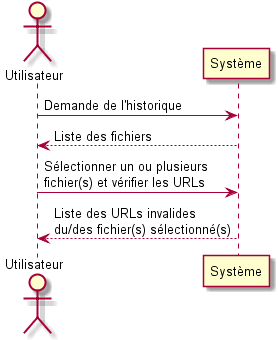 Utilisateur
Système
Demande de l'historique
Liste des fichiers
Sélectionner un ou plusieurs
fichier(s) et vérifier les URLs
Liste des URLs invalides
du/des fichier(s) sélectionné(s)
Utilisateur
Système